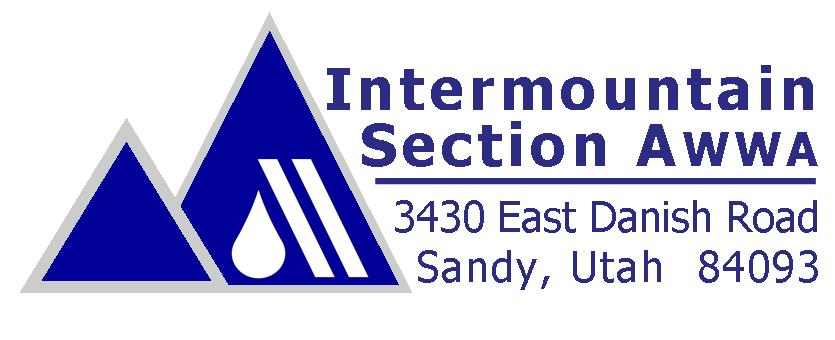 Intermountain
Section AWWA
3430 East Danish Road
Sandy, Utah 84093